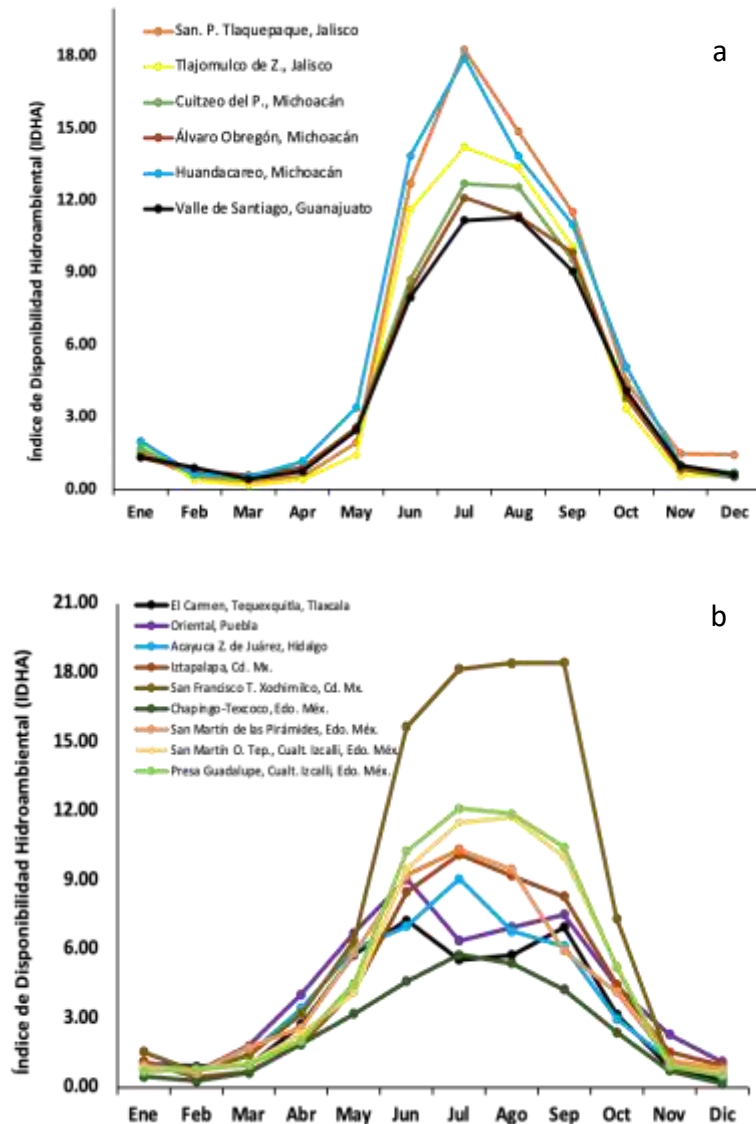 San. P. Tlaquepaque, Jalisco
a
Tlajomulco de Z., Jalisco
Cuitzeo del P., Michoacán
Álvaro Obregón, Michoacán
Huandacareo, Michoacán
Valle de Santiago, Guanajuato
Índice de Disponibilidad Hidroambiental (IDHA)
18.00
15.00
12.00
9.00
6.00
3.00
0.00
Ene Feb Mar Apr May Jun Jul Aug Sep Oct Nov Dec
b
El Carmen, Tequexquitla, Tlaxcala
Oriental, Puebla
Acayuca Z. de Juárez, Hidalgo
Iztapalapa, Cd. Mx.
San Francisco T. Xochimilco, Cd. Mx.
Chapingo-Texcoco, Edo. Méx.
San Martín de las Pirámides, Edo. Méx.
San Martín O. Tep., Cualt. Izcalli, Edo. Méx.
Presa Guadalupe, Cualt. Izcalli, Edo. Méx.
Índice de Disponibilidad Hidroambiental (IDHA)
21.00
18.00
15.00
12.00
9.00
6.00
3.00
0.00
Ene Feb Mar Abr May Jun Jul Ago Sep Oct Nov Dic